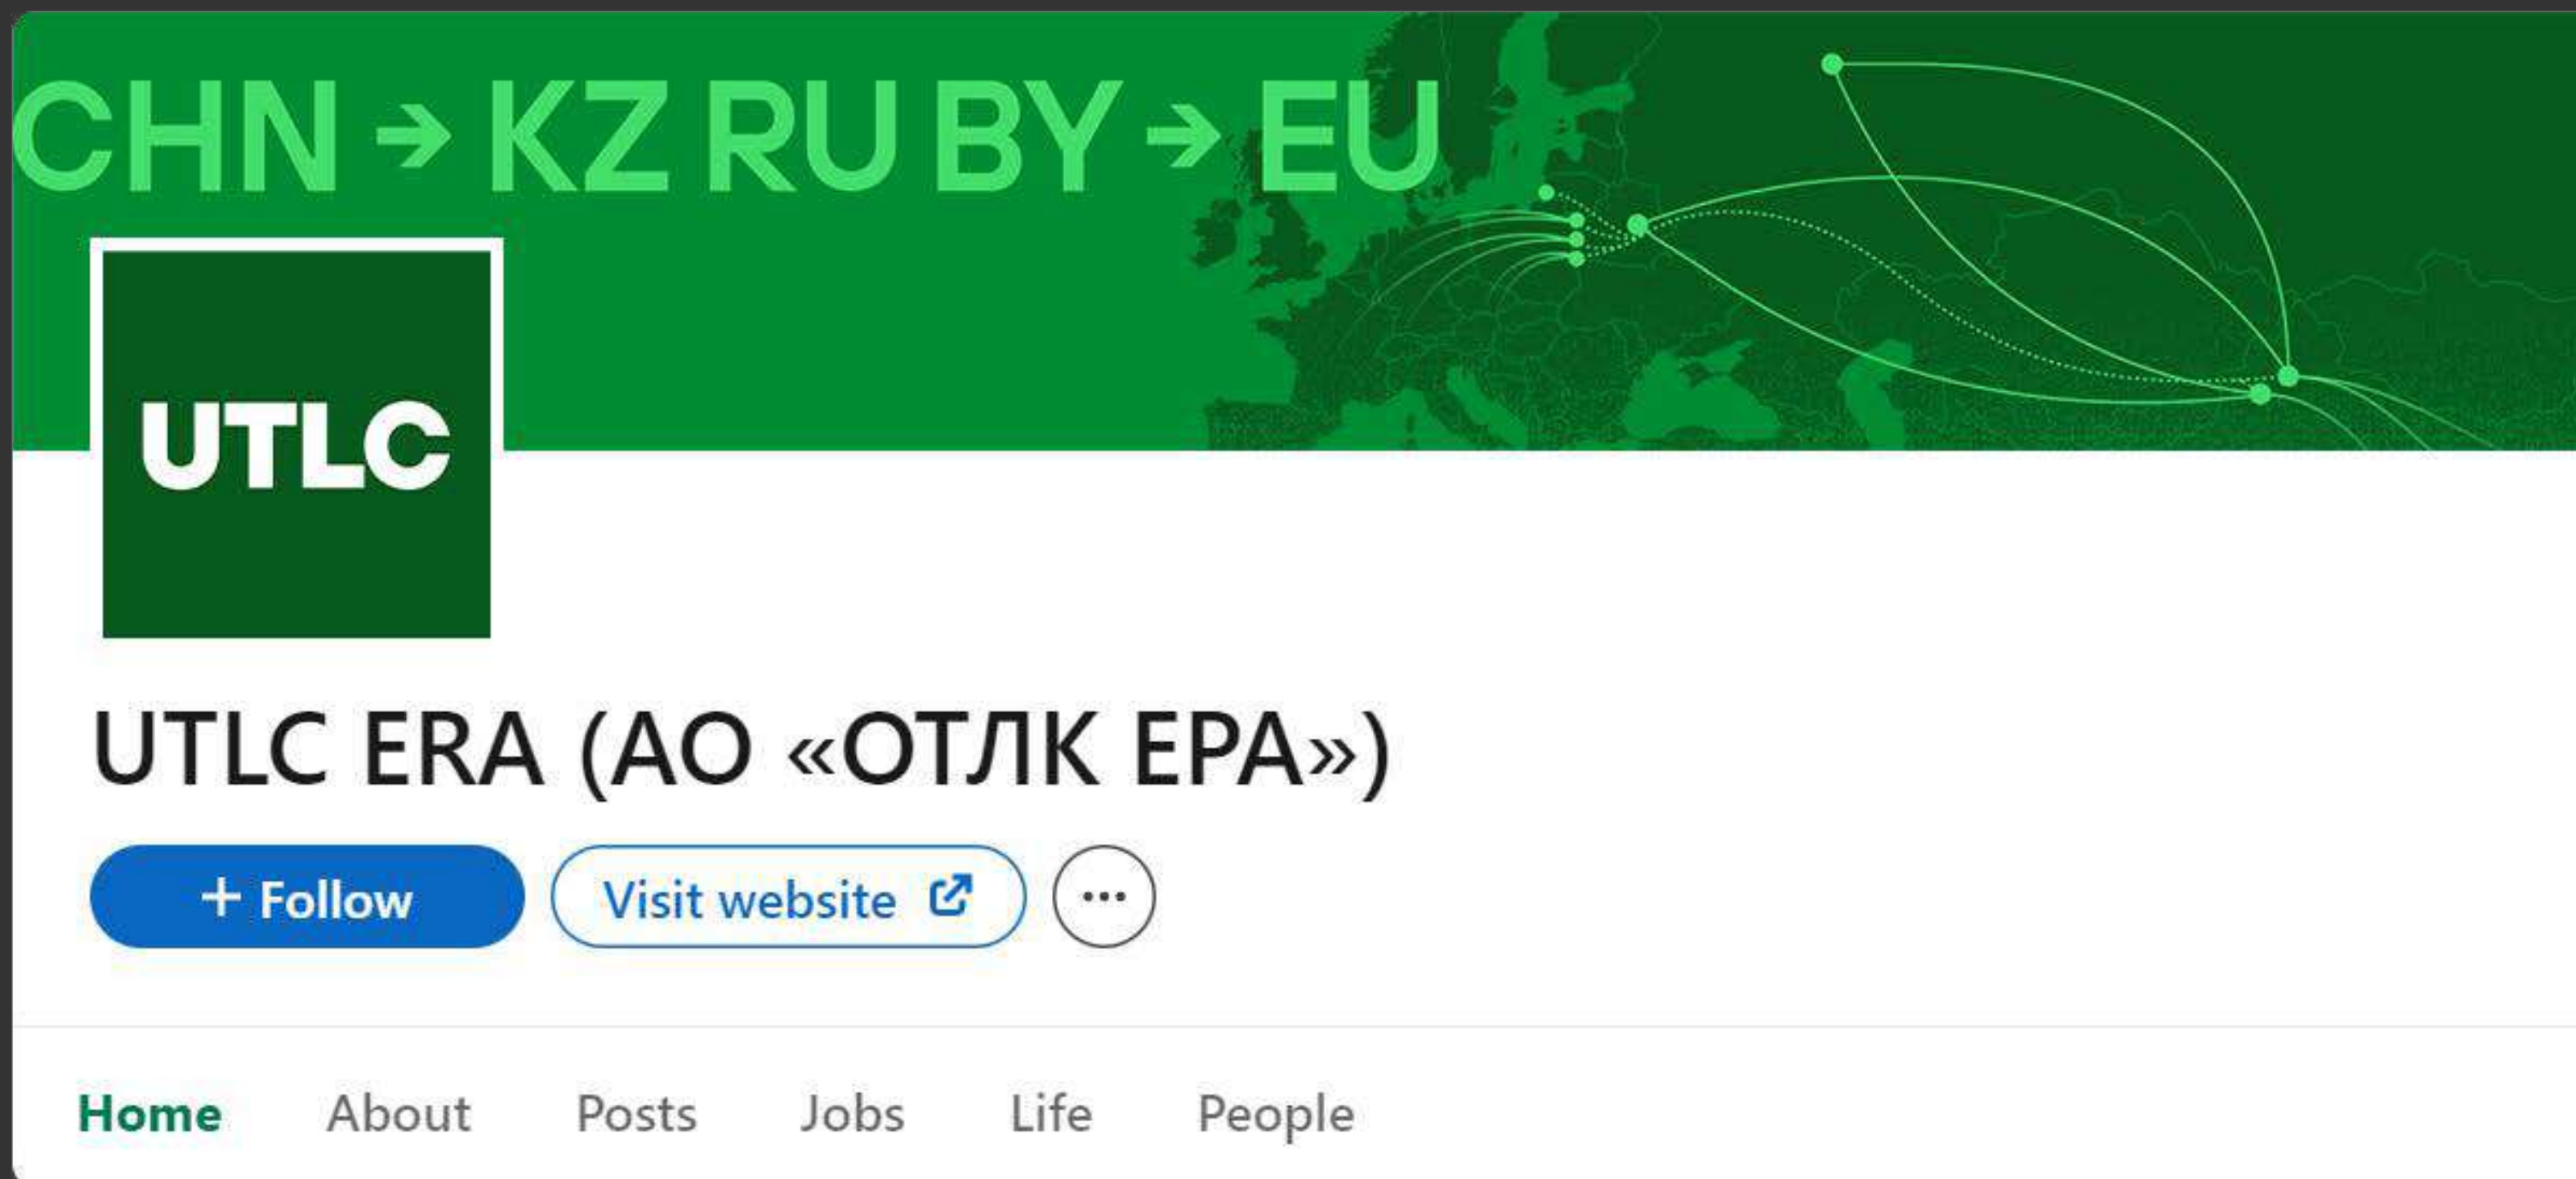 CHN → KZ RU BY → EU
UTLC
UTLC ERA (АО «ОТЛК ЕРА»)
+ Follow
Visit website
Home About Posts Jobs Life People